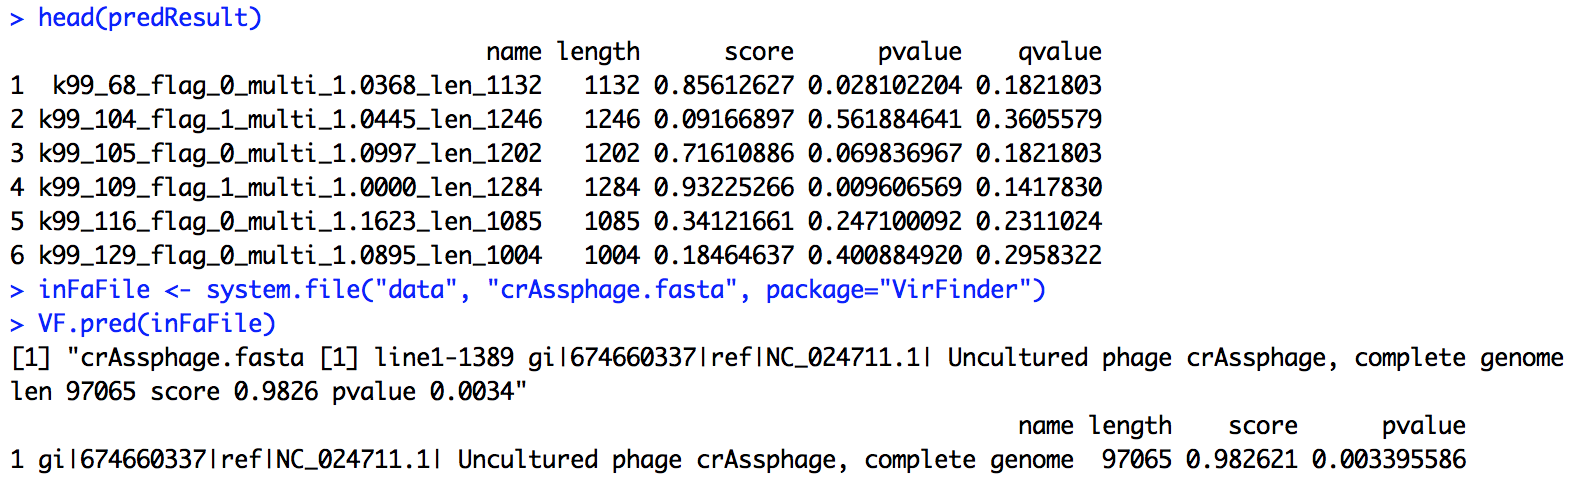 > head(predResult)
name length score pvalue qvalue
1 k99_68_flag_0_multi_1.0368_len_1132 1132 0.85612627 0.028102204 0.1821803
2 k99_104_flag_1_multi_1.0445_len_1246 1246 0.09166897 0.561884641 0.3605579
3 k99_105_flag_0_multi_1.0997_len_1202 1202 0.71610886 0.069836967 0.1821803
4 k99_109_flag_1_multi_1.0000_len_1284 1284 0.93225266 0.009606569 0.1417830
5 k99_116_flag_0_multi_1.1623_len_1085 1085 0.34121661 0.247100092 0.2311024
6 k99_129_flag_0_multi_1.0895_len_1004 1004 0.18464637 0.400884920 0.2958322
> inFaFile <- system.file("data", "crAssphage.fasta", package="VirFinder")
> VF.pred(inFaFile)
[1] "crAssphage.fasta [1] line1-1389 gi|674660337|ref|NC_024711.1| Uncultured phage crAssphage, complete genome
len 97065 score 0.9826 pvalue 0.0034"
name length score pvalue
1 gi|674660337|ref|NC_024711.1| Uncultured phage crAssphage, complete genome 97065 0.982621 0.003395586